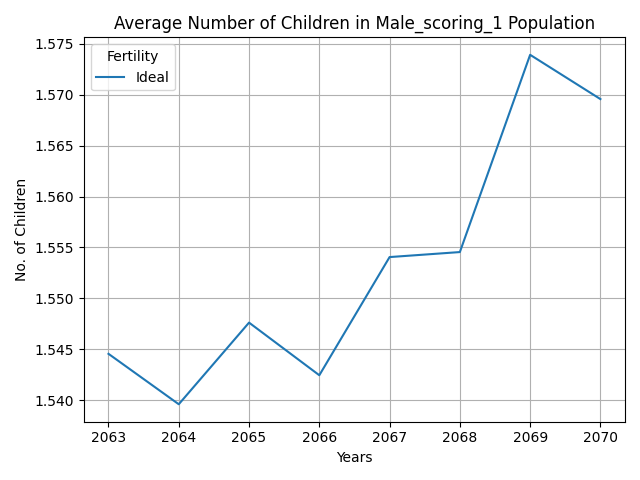 Average Number of Children in Male_scoring_1 Population
1.575
1.570
1.565
1.560
1.555
1.550
1.545
1.540
No. of Children
Fertility
Ideal
2063 2064 2065 2066 2067 2068 2069 2070
Years